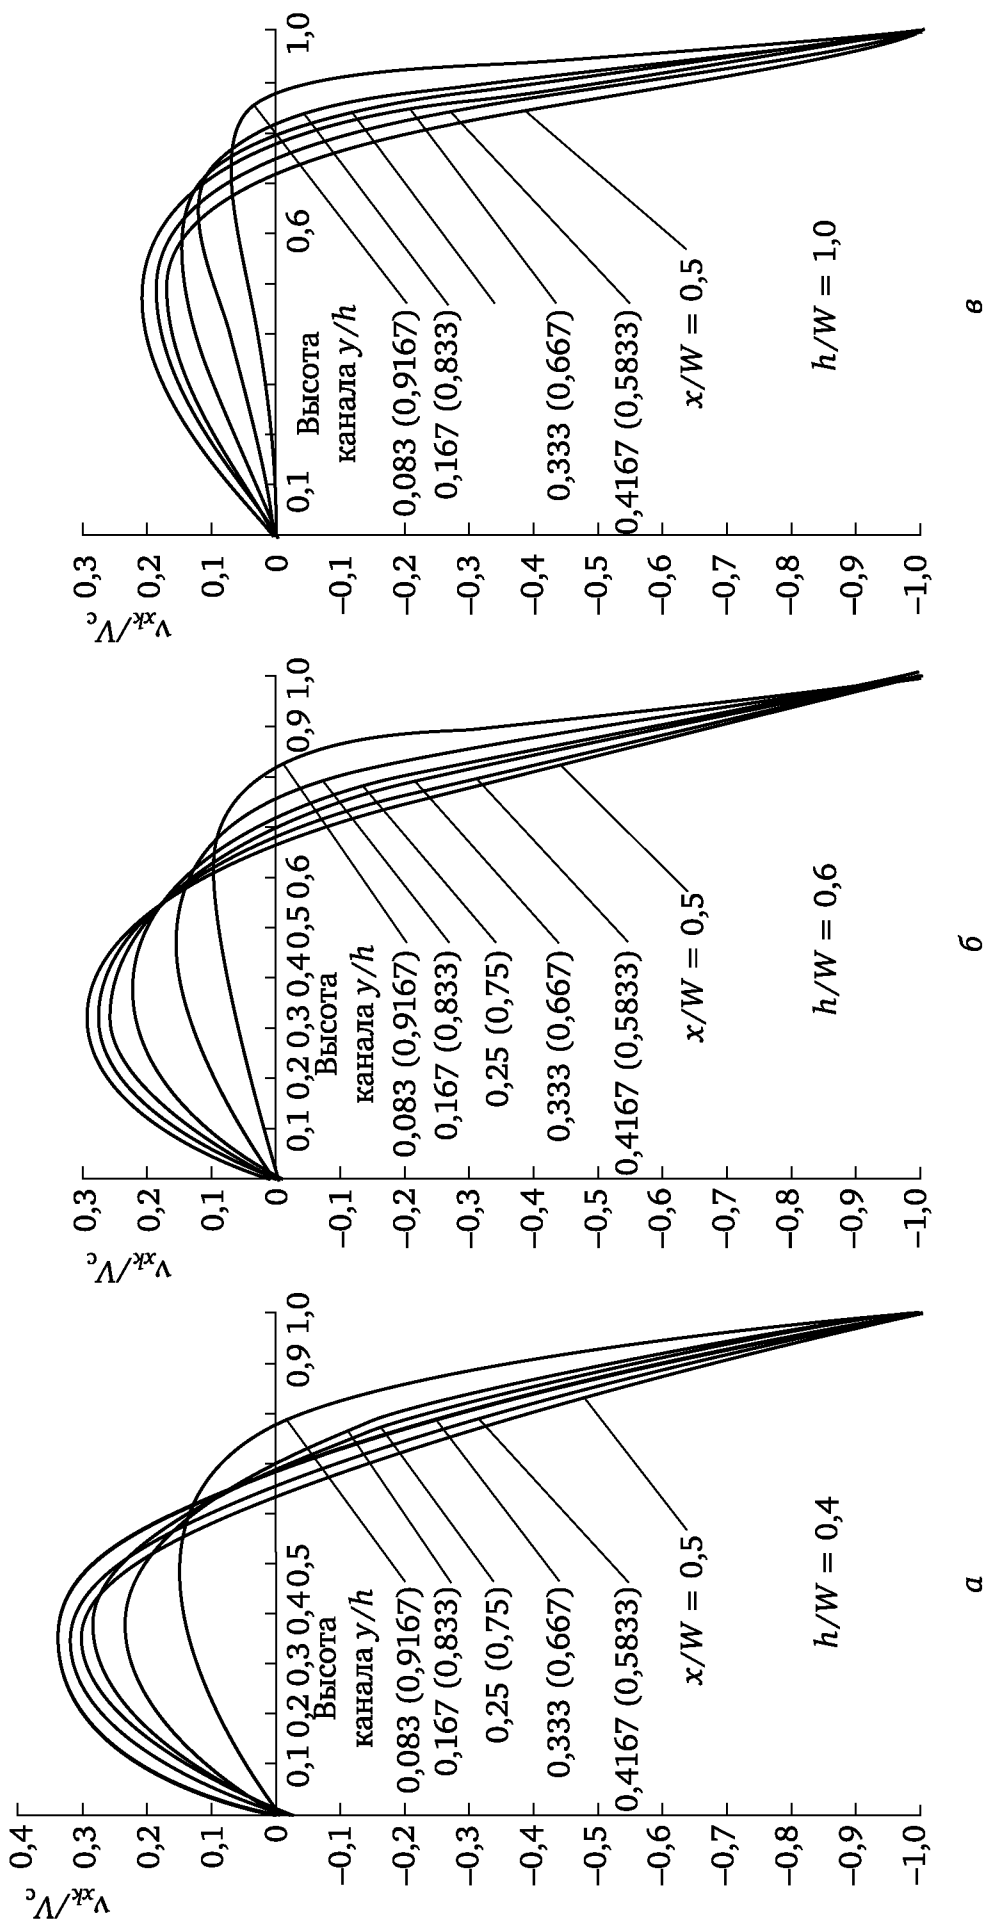 v_xk/V_c
0,4
0,3
0,2
0,1
0
−0,1
−0,2
−0,3
−0,4
−0,5
−0,6
−0,7
−0,8
−0,9
−1,0
0,1 0,2 0,3 0,4 0,5 0,9 1,0
Высота
канала y/h
0,083 (0,9167)
0,167 (0,833)
0,25 (0,75)
0,333 (0,667)
0,4167 (0,5833)
x/W = 0,5
h/W = 0,4
а
v_xk/V_c
0,3
0,2
0,1
0
−0,1
−0,2
−0,3
−0,4
−0,5
−0,6
−0,7
−0,8
−0,9
−1,0
0,1 0,2 0,3 0,4 0,5 0,6 0,9 1,0
Высота
канала y/h
0,083 (0,9167)
0,167 (0,833)
0,25 (0,75)
0,333 (0,667)
0,4167 (0,5833)
x/W = 0,5
h/W = 0,6
б
v_xk/V_c
0,3
0,2
0,1
0
−0,1
−0,2
−0,3
−0,4
−0,5
−0,6
−0,7
−0,8
−0,9
−1,0
0,1 0,6 1,0
Высота
канала y/h
0,083 (0,9167)
0,167 (0,833)
0,333 (0,667)
0,4167 (0,5833)
x/W = 0,5
h/W = 1,0
в